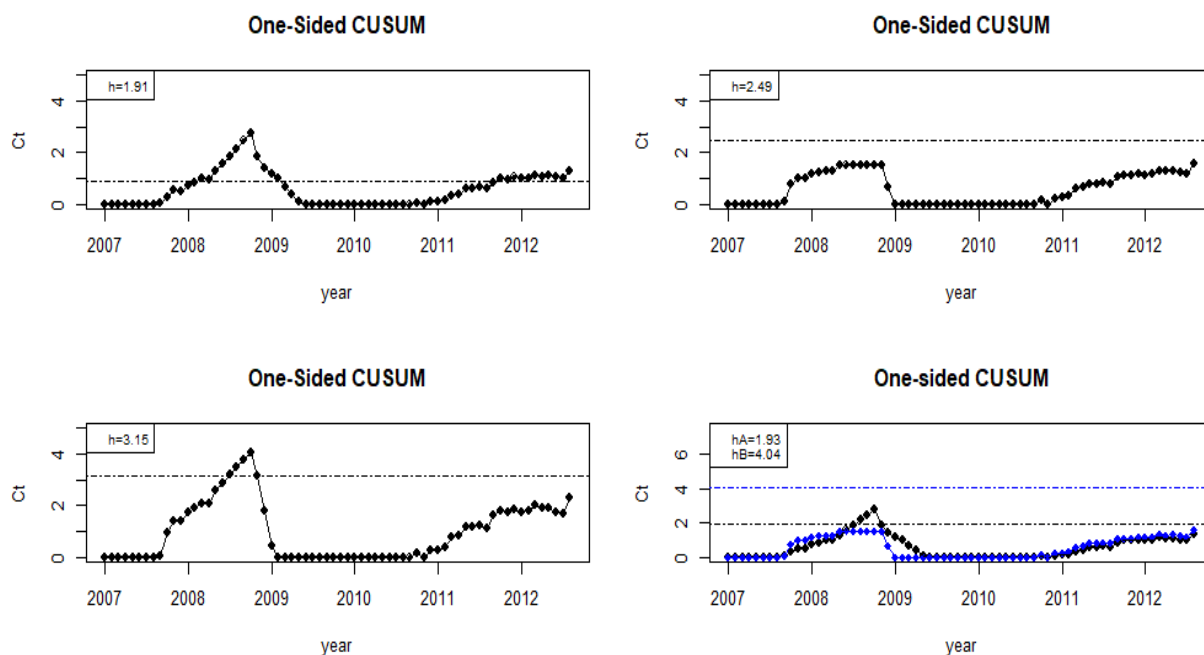 One-Sided CUSUM
h=1.91
Ct
0 2 4
2007 2008 2009 2010 2011 2012
year
One-Sided CUSUM
h=2.49
Ct
0 2 4
2007 2008 2009 2010 2011 2012
year
One-Sided CUSUM
h=3.15
Ct
0 2 4
2007 2008 2009 2010 2011 2012
year
One-sided CUSUM
hA=1.93
hB=4.04
Ct
0 2 4 6
2007 2008 2009 2010 2011 2012
year